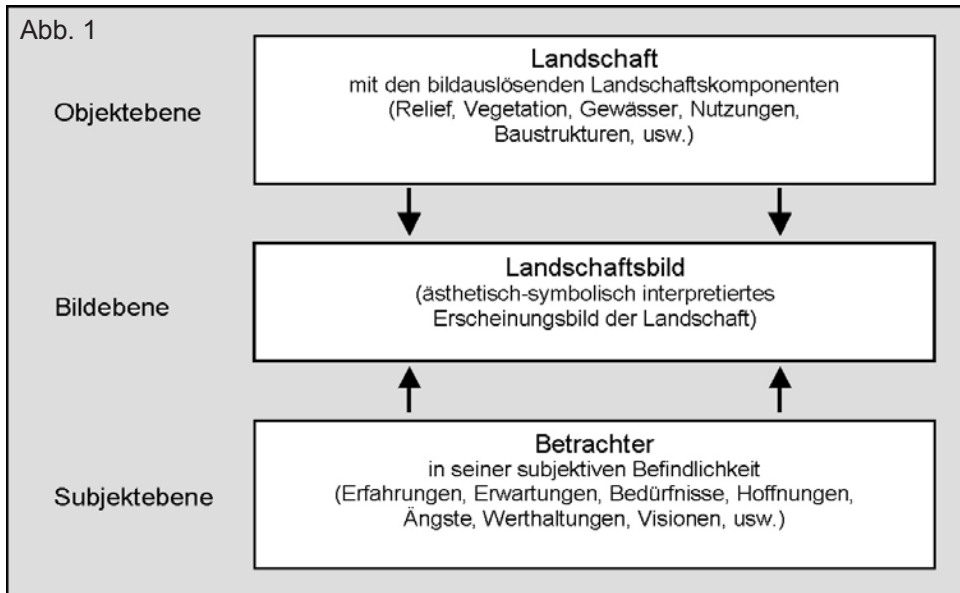 Abb. 1
Landschaft
mit den bildauslösenden Landschaftskomponenten
(Relief, Vegetation, Gewässer, Nutzungen,
Baustrukturen, usw.)
Objektebene
Landschaftsbild
(ästhetisch-symbolisch interpretiertes
Erscheinungsbild der Landschaft)
Bildebene
Betrachter
in seiner subjektiven Befindlichkeit
(Erfahrungen, Erwartungen, Bedürfnisse, Hoffnungen,
Ängste, Werthaltungen, Visionen, usw.)
Subjektebene